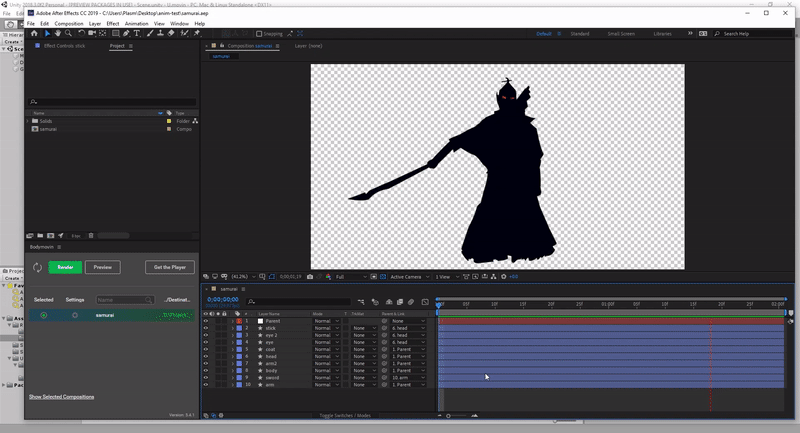 Unity 2018.3.0f2 Personal - [PREVIEW PACKAGES IN USE] - Scene.unity - U.movin - PC, Mac & Linux Standalone <DX11>
Adobe After Effects CC 2019 - C:\Users\Plasm\Desktop\anim-test\samurai.aep
File Edit Composition Layer Effect Animation View Window Help
Snapping
Default Standard Small Screen Libraries Search Help
Effect Controls stick Project
Composition samurai Layer (none)
samurai
Name Type
Solids Folder
samurai Compo
8 bpc
Bodymovin
Render Preview Get the Player
Selected Settings Name ../Destinat...
samurai
Show Selected Compositions
Version: 5.4.1
(41.2%) 0;00;01;19 Full Active Camera 1 View +0.0
samurai
0;00;00;00
# Layer Name Mode T TrkMat Parent & Link
1 Parent Normal None
2 stick Normal None 6. head
3 eye 2 Normal None 6. head
4 eye Normal None 6. head
5 coat Normal None 1. Parent
6 head Normal None 1. Parent
7 arm2 Normal None 1. Parent
8 body Normal None 1. Parent
9 sword Normal None 10. arm
10 arm Normal None 1. Parent
05f 10f 15f 20f 25f 01:00f 05f 10f 15f 20f 25f 02:00
Toggle Switches / Modes